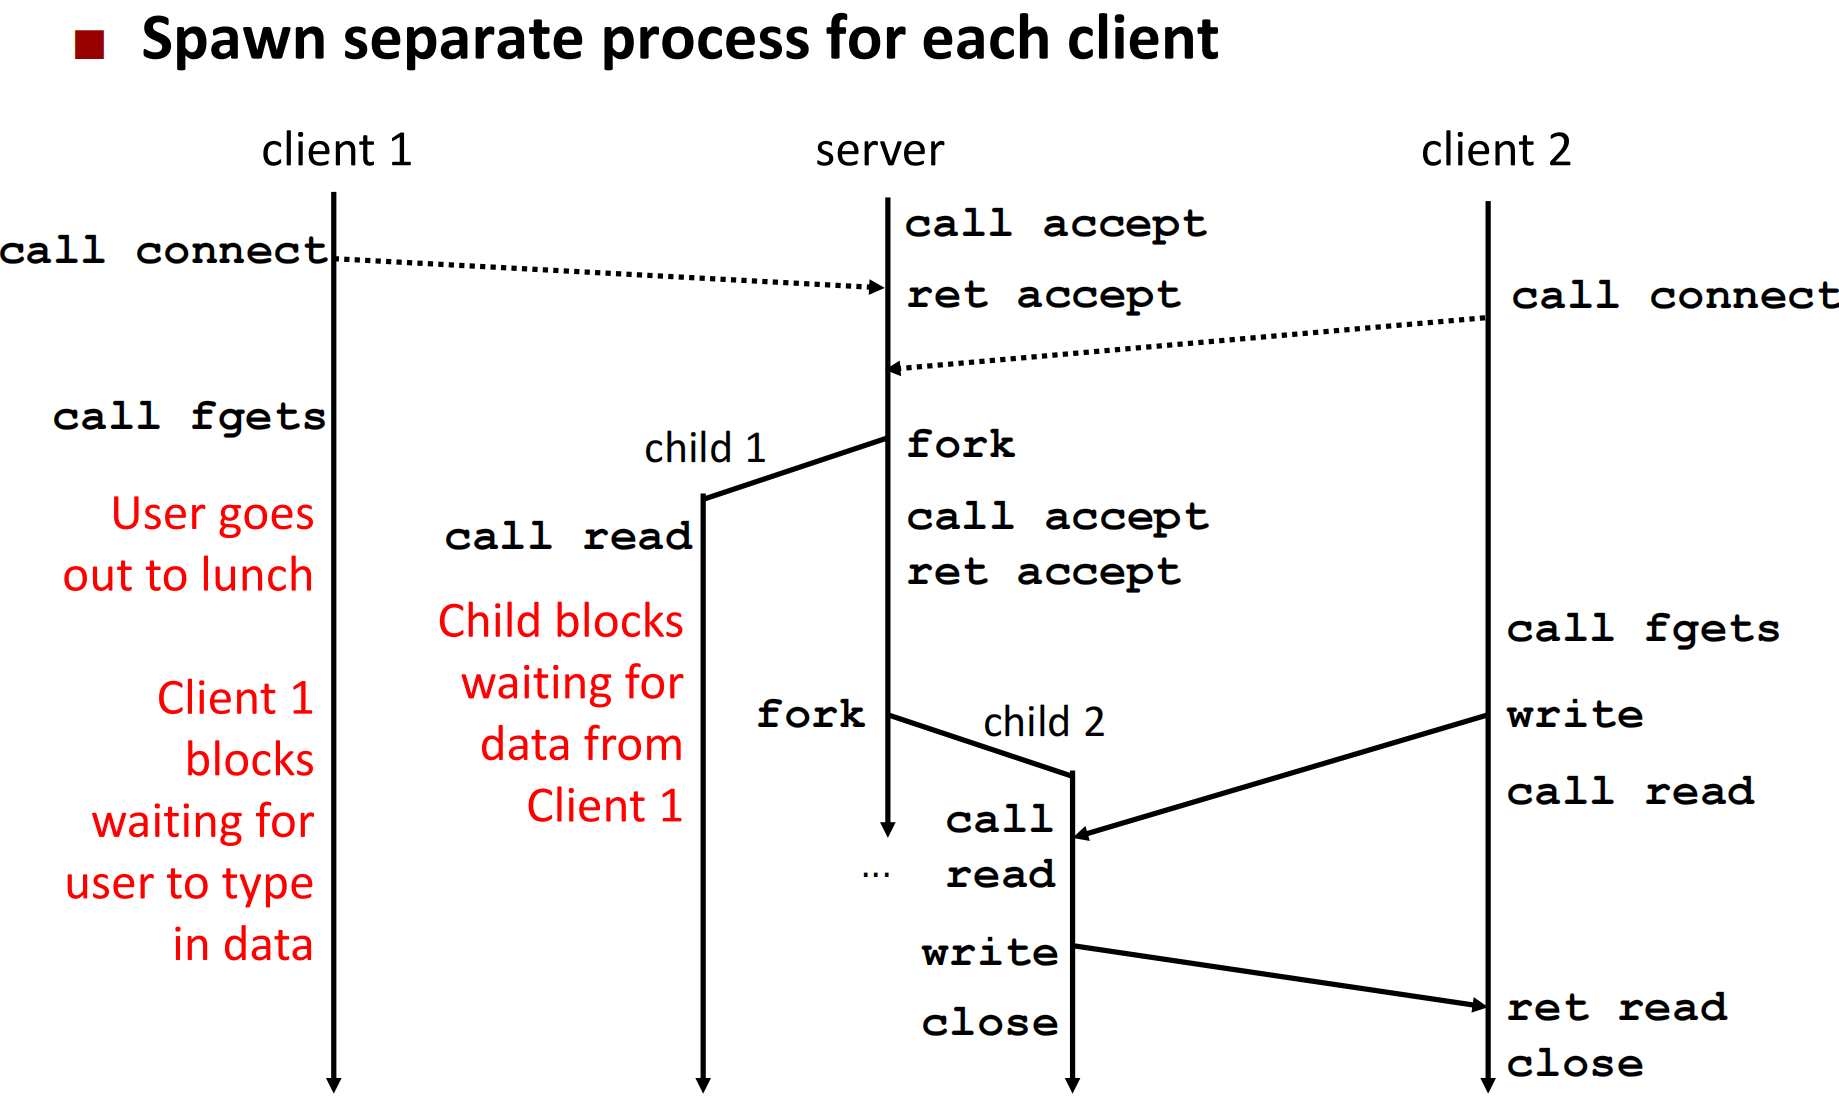 Spawn separate process for each client
client 1
server
client 2
call connect
call accept
ret accept
call connect
call fgets
child 1
fork
call accept
ret accept
User goes
out to lunch
call read
Child blocks
waiting for
data from
Client 1
Client 1
blocks
waiting for
user to type
in data
call fgets
fork
child 2
write
call read
call
read
...
write
close
ret read
close